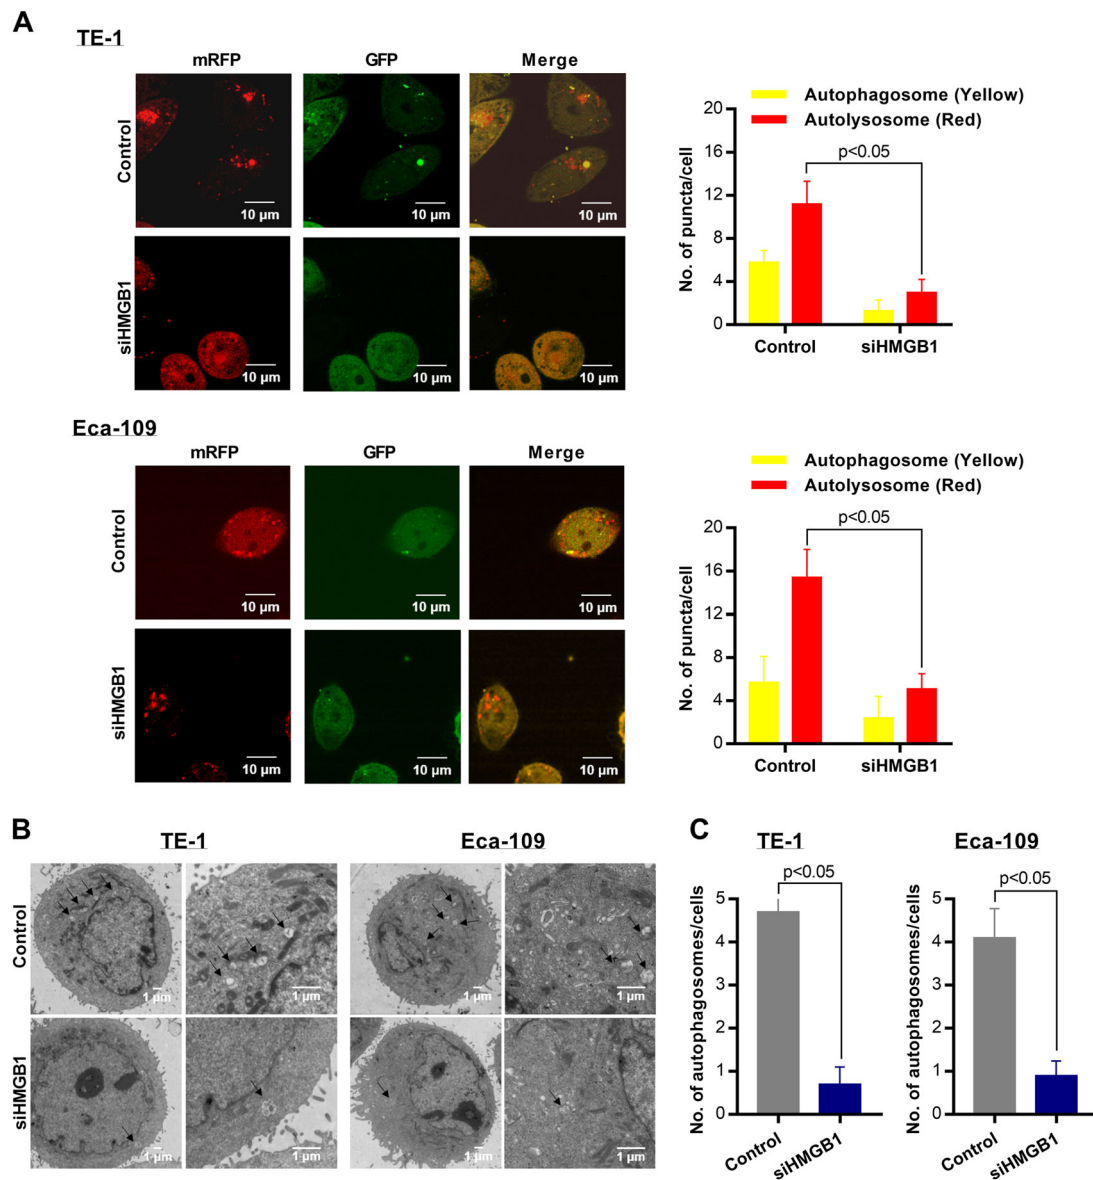 A
TE-1
mRFP GFP Merge
Control
10 µm 10 µm 10 µm
siHMGB1
10 µm 10 µm 10 µm
Autophagosome (Yellow)
Autolysosome (Red)
No. of puncta/cell
20
16
12
8
4
0
p<0.05
Control siHMGB1
Eca-109
mRFP GFP Merge
Control
10 µm 10 µm 10 µm
siHMGB1
10 µm 10 µm 10 µm
Autophagosome (Yellow)
Autolysosome (Red)
No. of puncta/cell
20
16
12
8
4
0
p<0.05
Control siHMGB1
B
TE-1 Eca-109
Control
1 µm 1 µm 1 µm 1 µm
siHMGB1
1 µm 1 µm 1 µm 1 µm
C
TE-1
No. of autophagosomes/cells
5
4
3
2
1
0
p<0.05
Control siHMGB1
Eca-109
No. of autophagosomes/cells
5
4
3
2
1
0
p<0.05
Control siHMGB1